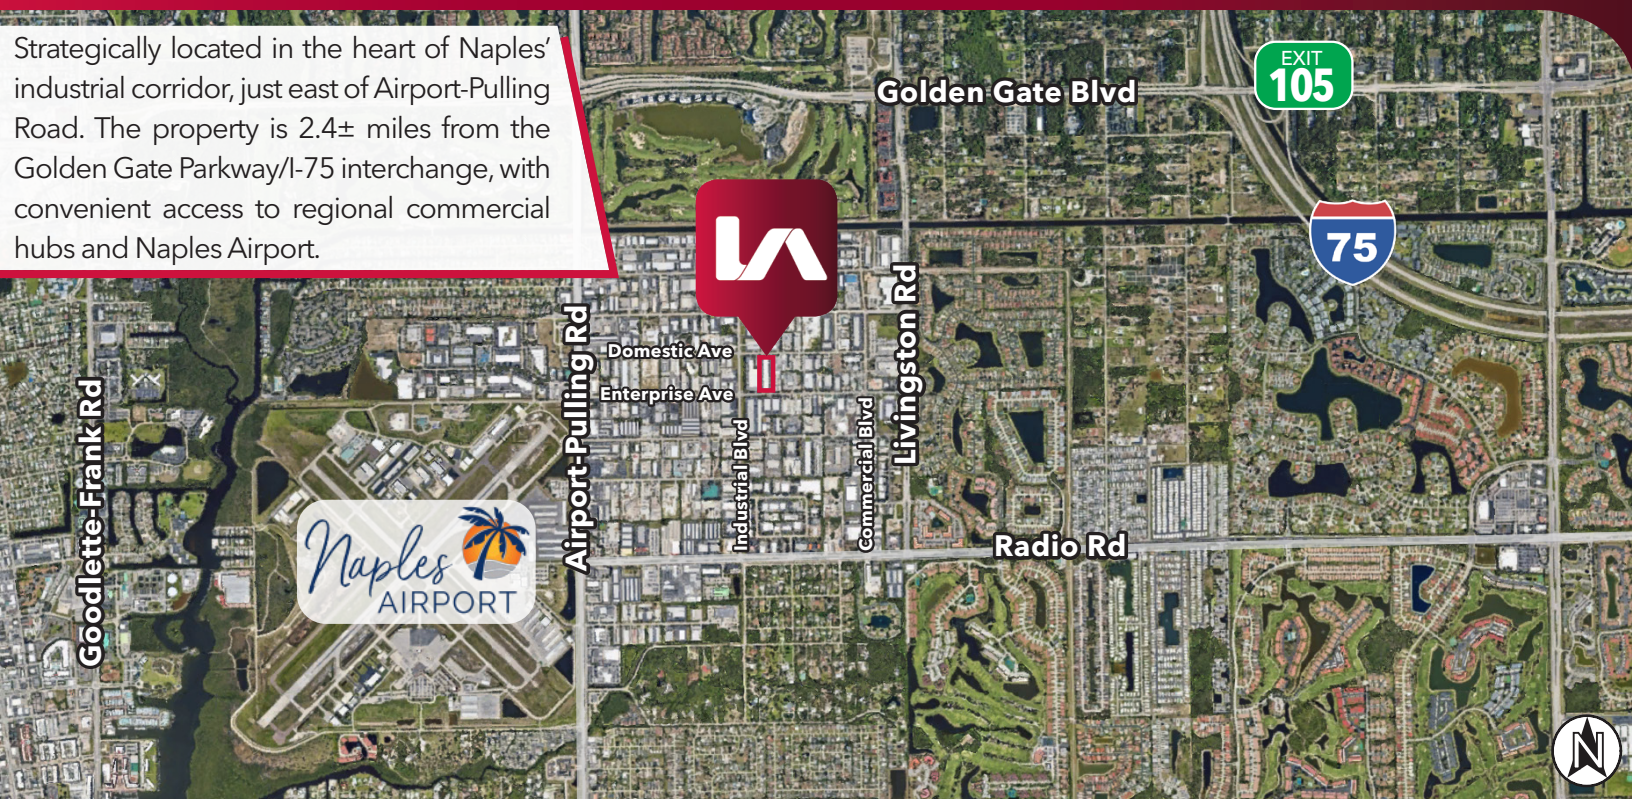 Strategically located in the heart of Naples’
industrial corridor, just east of Airport-Pulling
Road. The property is 2.4± miles from the
Golden Gate Parkway/I-75 interchange, with
convenient access to regional commercial
hubs and Naples Airport.
Golden Gate Blvd
EXIT
105
75
LA
Domestic Ave
Enterprise Ave
Airport-Pulling Rd
Livingston Rd
Industrial Blvd
Commercial Blvd
Goodlette-Frank Rd
Naples
AIRPORT
Radio Rd
N